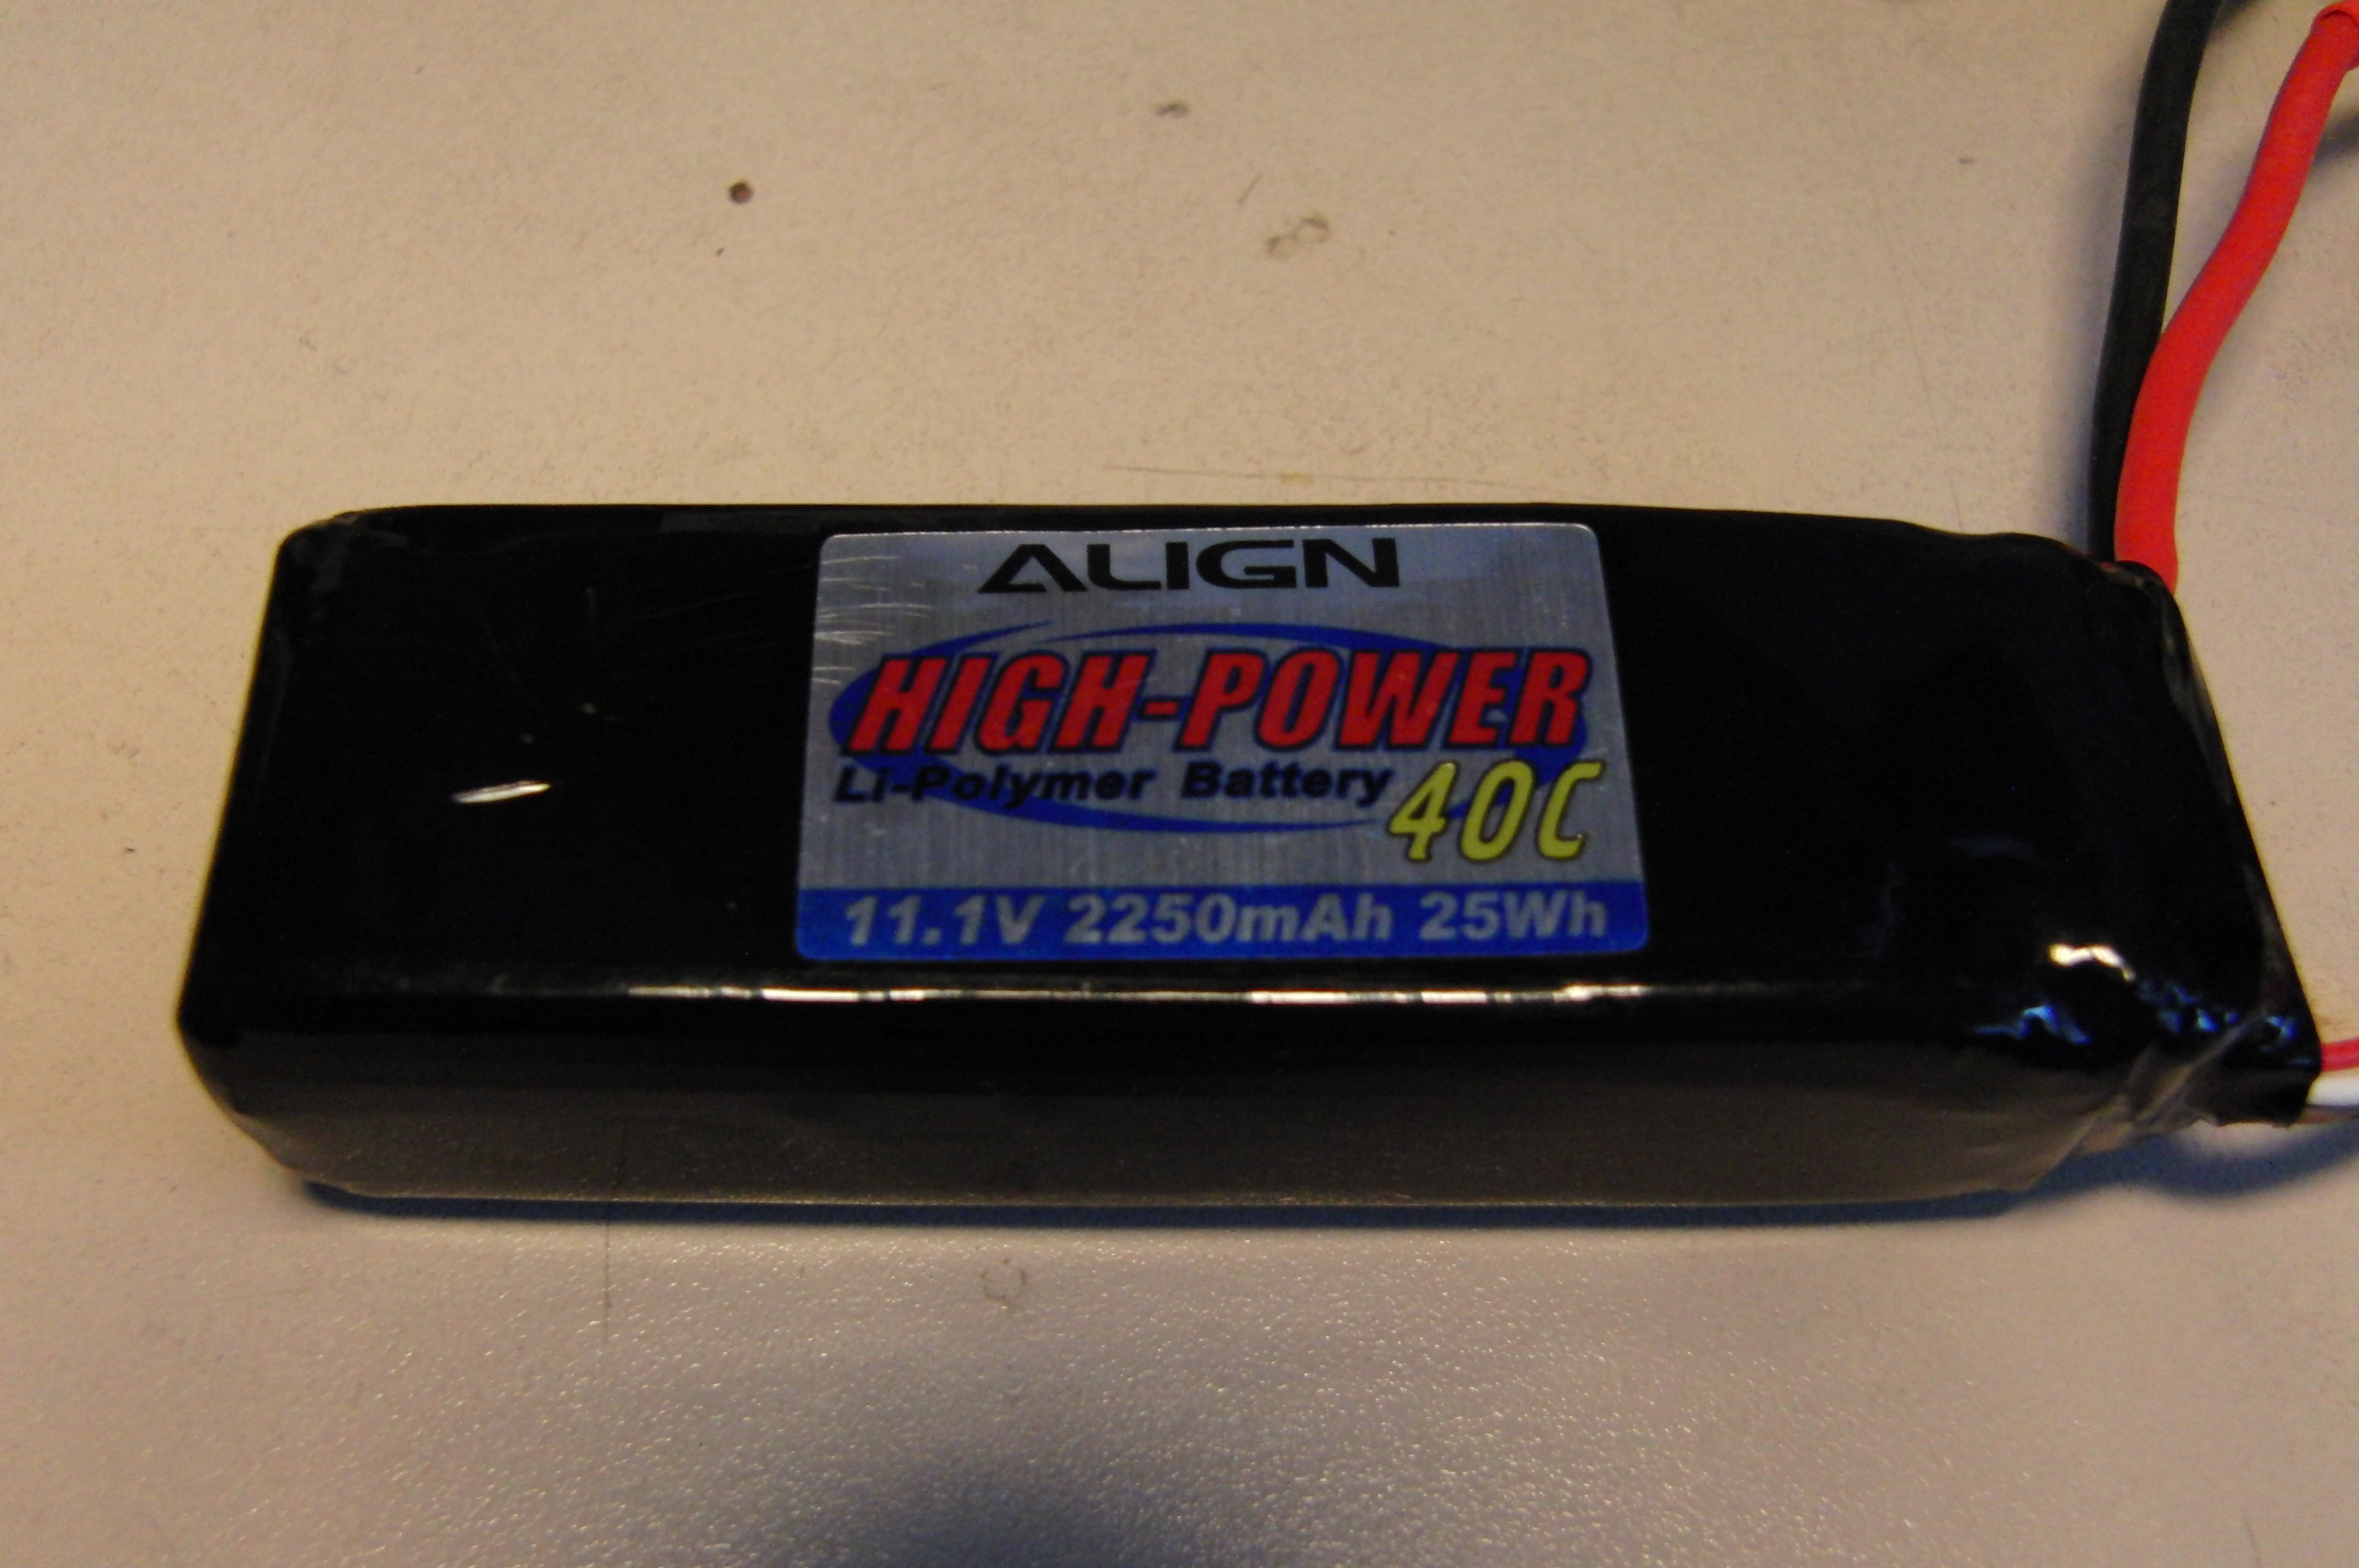 ALIGN
HIGH-POWER
Li-Polymer Battery 40C
11.1V 2250mAh 25Wh